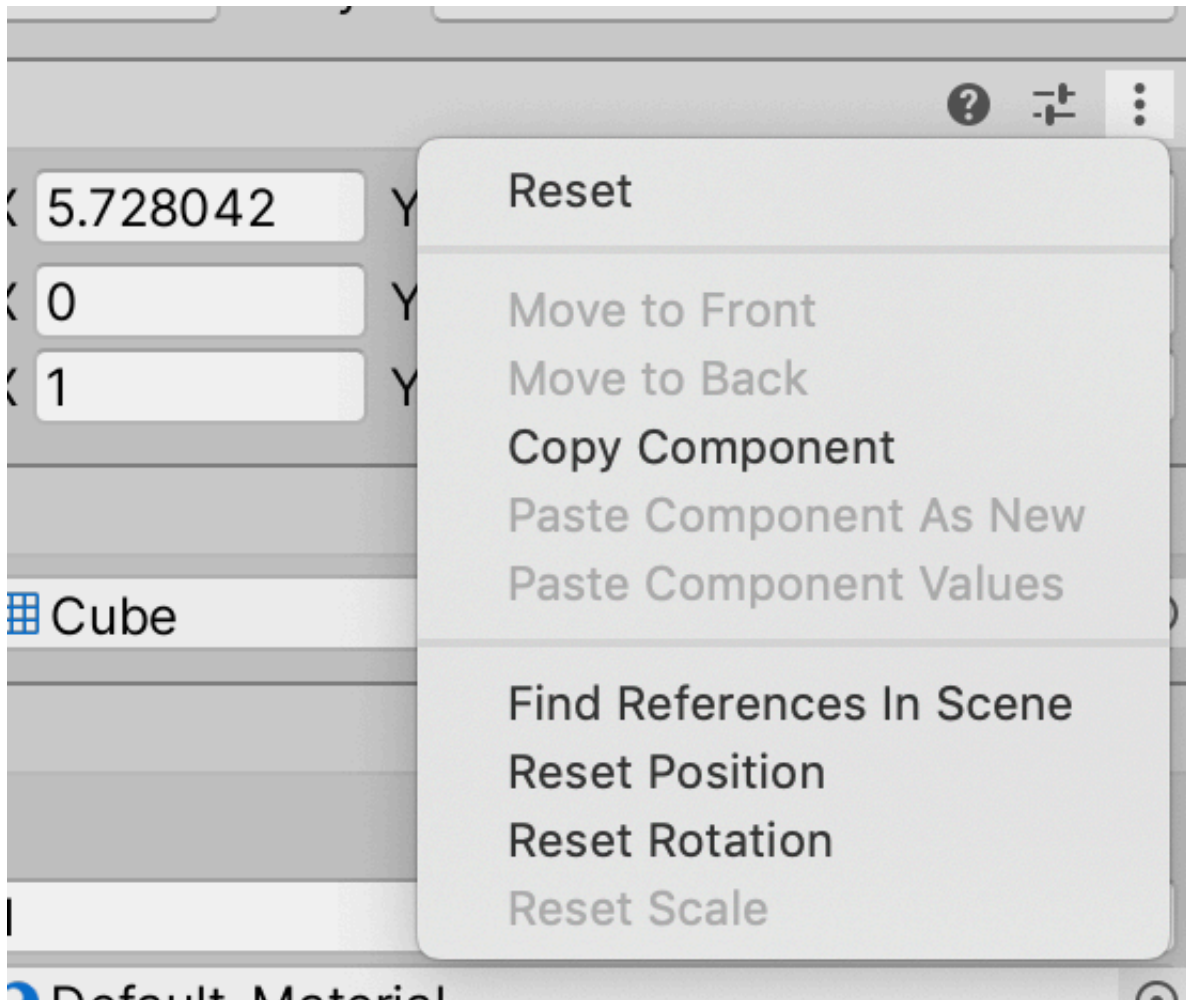 X 5.728042 Y
X 0 Y
X 1 Y
Reset
Move to Front
Move to Back
Copy Component
Paste Component As New
Paste Component Values
Find References In Scene
Reset Position
Reset Rotation
Reset Scale
Cube
Default-Material